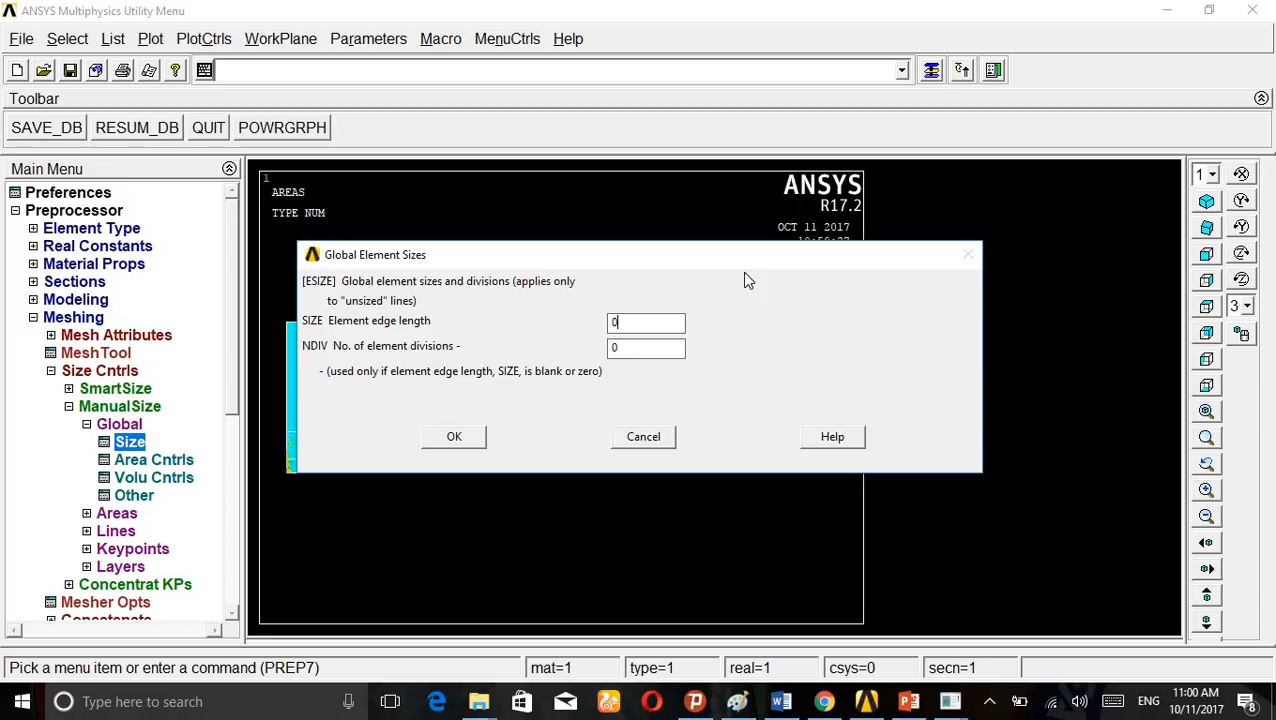 ANSYS Multiphysics Utility Menu
File Select List Plot PlotCtrls WorkPlane Parameters Macro MenuCtrls Help
Toolbar
SAVE_DB RESUM_DB QUIT POWRGRPH
Main Menu
Preferences
Preprocessor
Element Type
Real Constants
Material Props
Sections
Modeling
Meshing
Mesh Attributes
MeshTool
Size Cntrls
SmartSize
ManualSize
Global
Size
Area Cntrls
Volu Cntrls
Other
Areas
Lines
Keypoints
Layers
Concentrat KPs
Mesher Opts
1
AREAS
TYPE NUM
ANSYS
R17.2
OCT 11 2017
Global Element Sizes
[ESIZE] Global element sizes and divisions (applies only
to "unsized" lines)
SIZE Element edge length 0
NDIV No. of element divisions - 0
- (used only if element edge length, SIZE, is blank or zero)
OK Cancel Help
1
3
Pick a menu item or enter a command (PREP7) mat=1 type=1 real=1 csys=0 secn=1
Type here to search
ENG
11:00 AM
10/11/2017
8